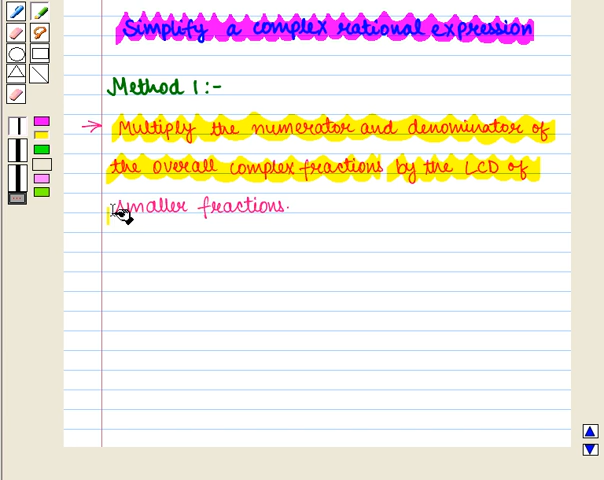 Simplify a complex rational expression
Method 1:-
→ Multiply the numerator and denominator of
the overall complex fractions by the LCD of
smaller fractions.